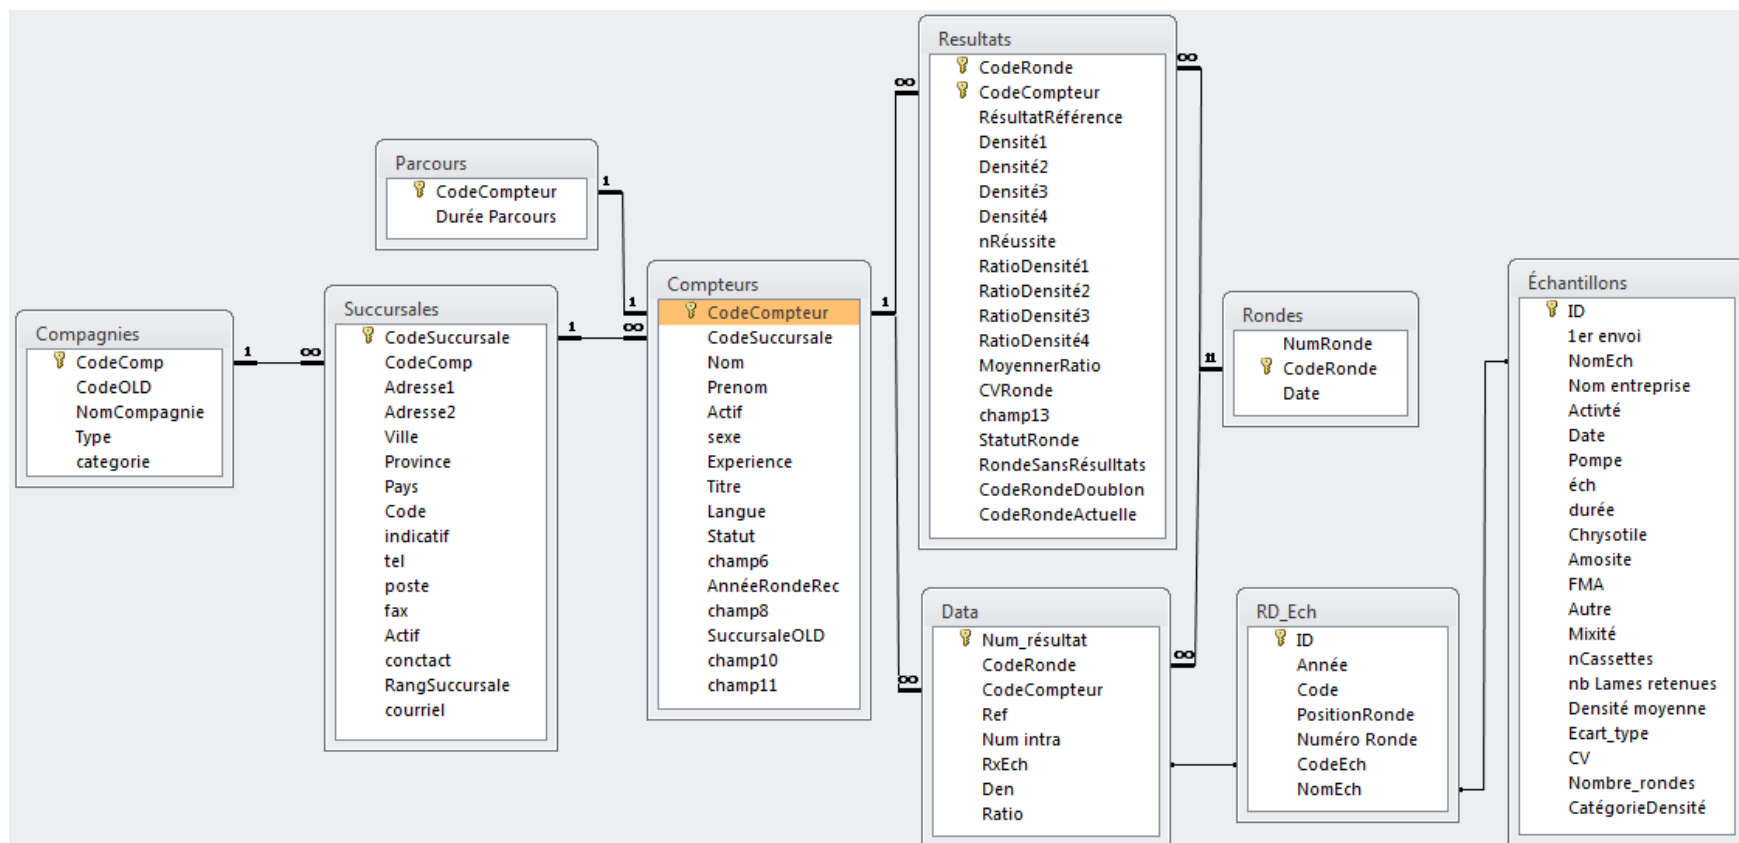 Compagnies
CodeComp
CodeOLD
NomCompagnie
Type
categorie
1
∞
Succursales
CodeSuccursale
CodeComp
Adresse1
Adresse2
Ville
Province
Pays
Code
indicatif
tel
poste
fax
Actif
conctact
RangSuccursale
courriel
1
∞
Parcours
CodeCompteur
Durée Parcours
1
1
Compteurs
CodeCompteur
CodeSuccursale
Nom
Prenom
Actif
sexe
Experience
Titre
Langue
Statut
champ6
AnnéeRondeRec
champ8
SuccursaleOLD
champ10
champ11
1
∞
∞
Resultats
CodeRonde
CodeCompteur
RésultatRéférence
Densité1
Densité2
Densité3
Densité4
nRéussite
RatioDensité1
RatioDensité2
RatioDensité3
RatioDensité4
MoyennerRatio
CVRonde
champ13
StatutRonde
RondeSansRésulltats
CodeRondeDoublon
CodeRondeActuelle
∞
Data
Num_résultat
CodeRonde
CodeCompteur
Ref
Num intra
RxEch
Den
Ratio
∞
11
Rondes
NumRonde
CodeRonde
Date
RD_Ech
ID
Année
Code
PositionRonde
Numéro Ronde
CodeEch
NomEch
Échantillons
ID
1er envoi
NomEch
Nom entreprise
Activté
Date
Pompe
éch
durée
Chrysotile
Amosite
FMA
Autre
Mixité
nCassettes
nb Lames retenues
Densité moyenne
Ecart_type
CV
Nombre_rondes
CatégorieDensité